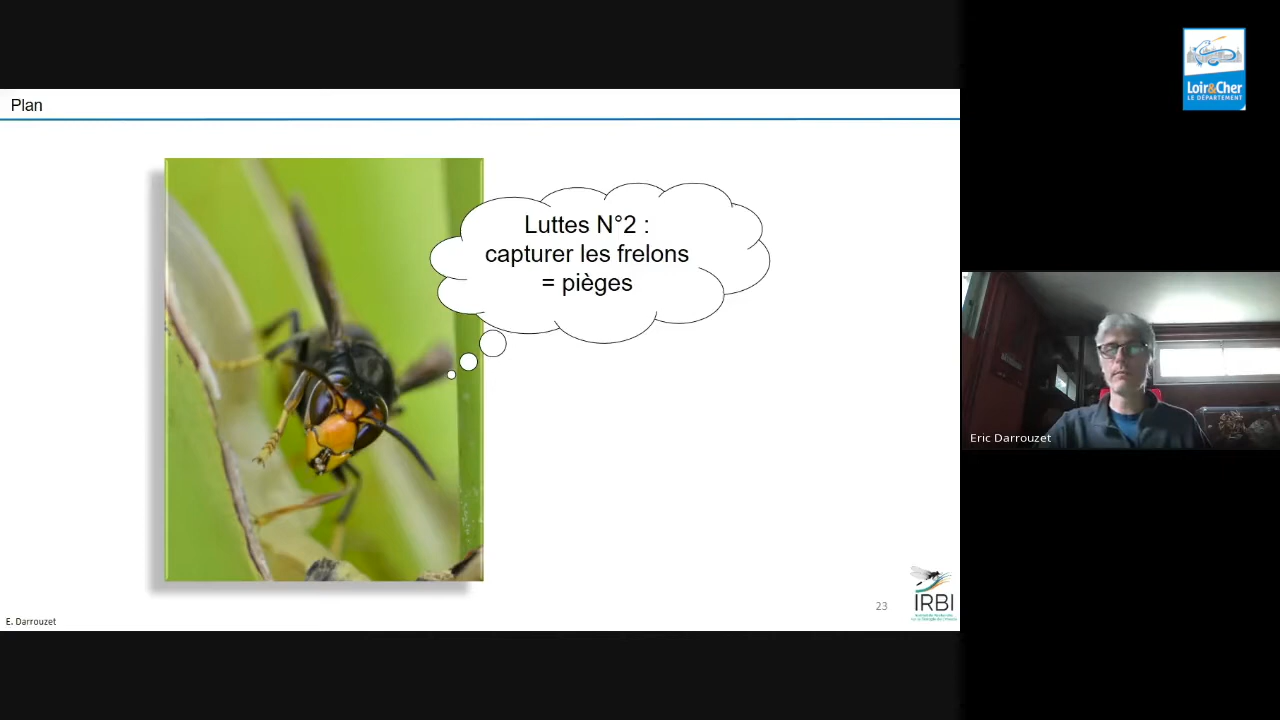 Plan
Luttes N°2 :
capturer les frelons
= pièges
23
IRBI
E. Darrouzet
Loir&Cher
LE DÉPARTEMENT
Eric Darrouzet